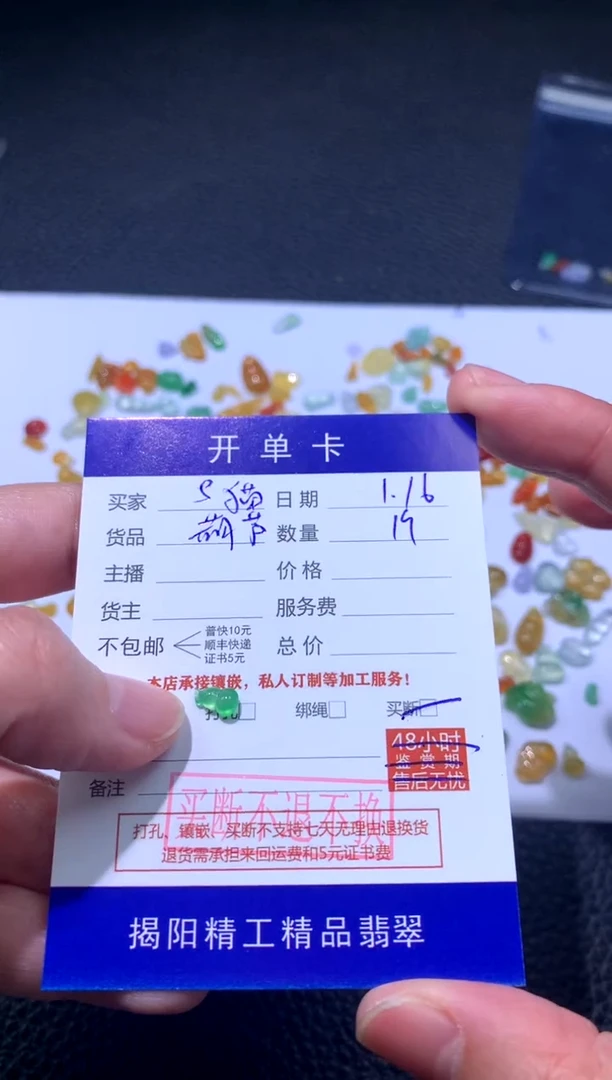 开单卡
买家 S猫 日期 1.16
货品 葫芦 数量 19
主播 价格
货主 服务费
不包邮 总价
普快10元
顺丰快递
证书5元
本店承接镶嵌，私人订制等加工服务！
打孔 绑绳 买断
48小时
鉴赏期
售后无忧
备注
买断不退不换
打孔、镶嵌、买断不支持七天无理由退换货
退货需承担来回运费和5元证书费
揭阳精工精品翡翠